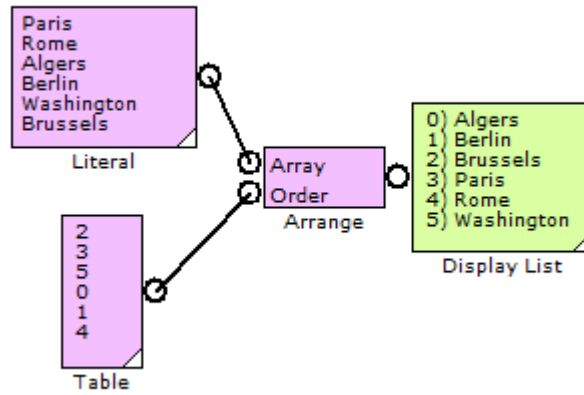 Paris
Rome
Algers
Berlin
Washington
Brussels
Literal
Array
Order
Arrange
0) Algers
1) Berlin
2) Brussels
3) Paris
4) Rome
5) Washington
Display List
2
3
5
0
1
4
Table